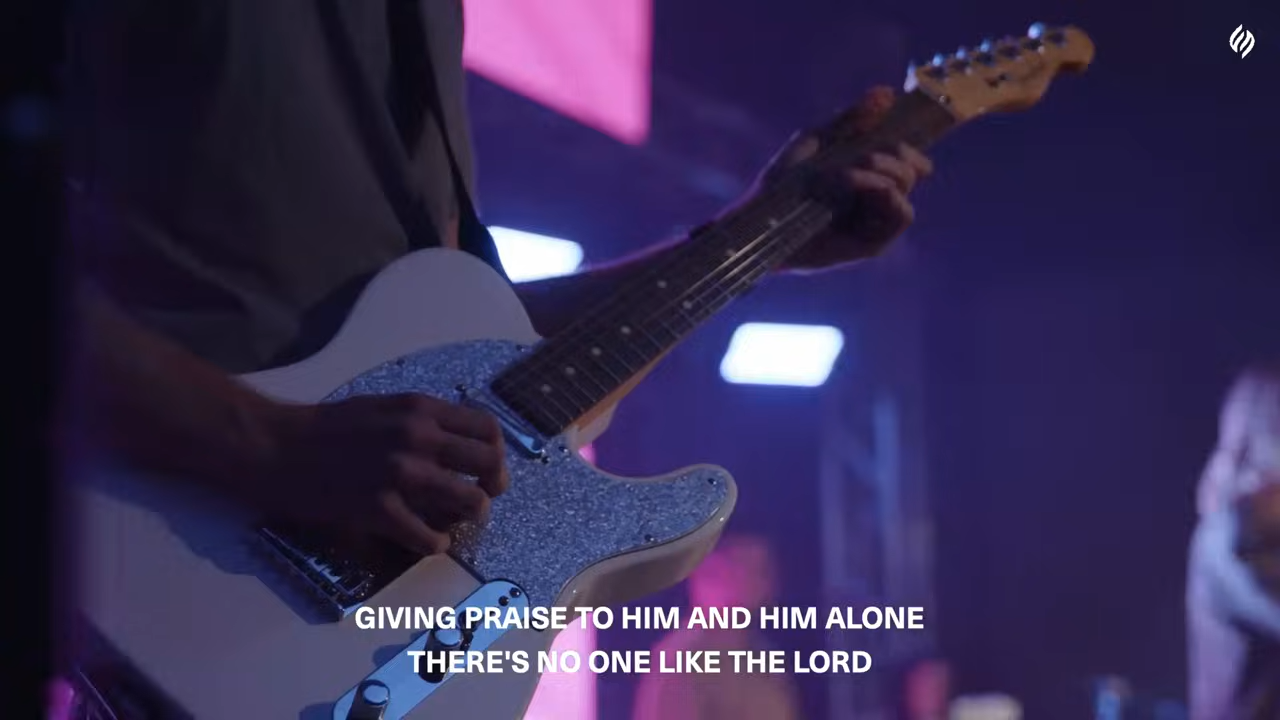 GIVING PRAISE TO HIM AND HIM ALONE
THERE'S NO ONE LIKE THE LORD